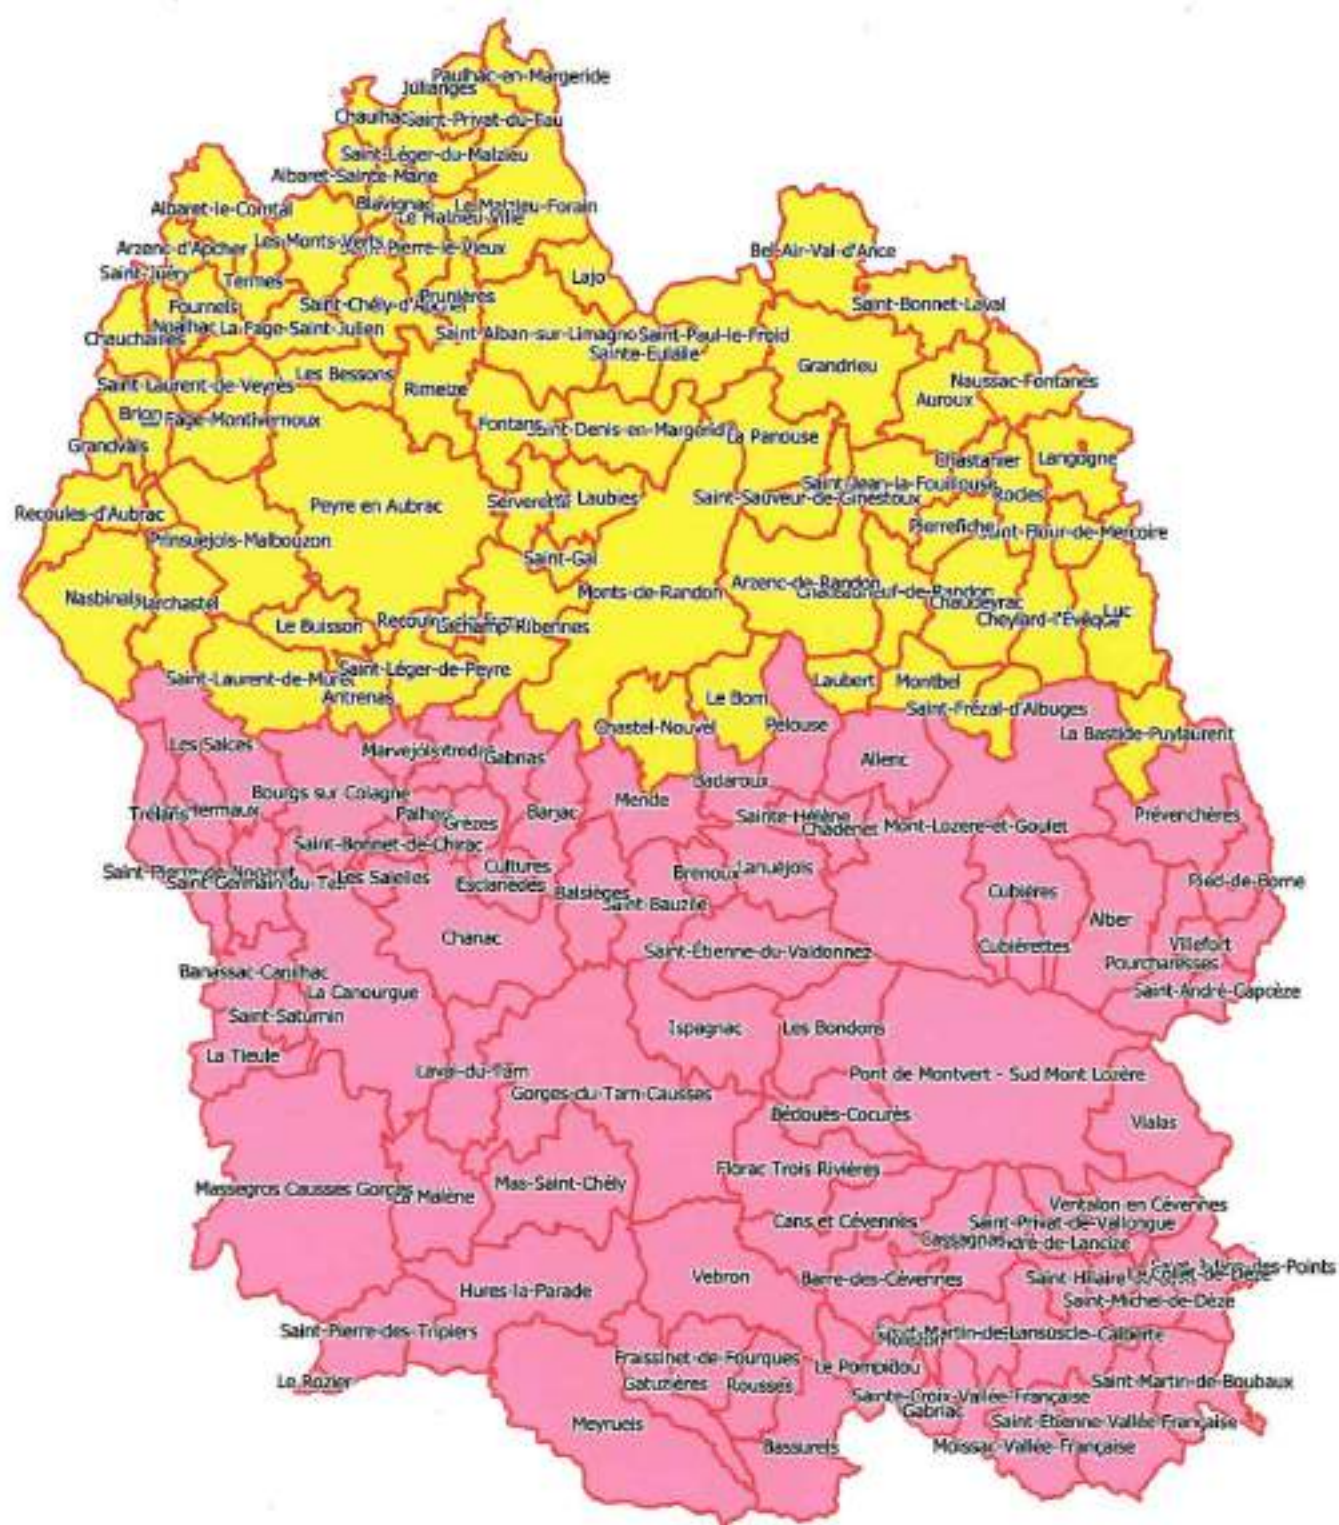 Paulhac-en-Margeride
Julianges
Chaulhac
Saint-Privat-du-Fau
Saint-Léger-du-Malzieu
Albaret-Sainte-Marie
Blavignac
Le Malzieu-Forain
Albaret-le-Comtal
Le Malzieu-Ville
Les Monts-Verts
Arzenc-d'Apcher
Bel-Air-Val-d'Ance
Saint-Juéry
Termes
Lajo
Prunières
Fournels
Saint-Bonnet-Laval
Noalhac
La-Fage-Saint-Julien
Chauchailles
Saint-Alban-sur-Limagnole
Saint-Paul-le-Froid
Sainte-Eulalie
Grandrieu
Les Bessons
Naussac-Fontanes
Saint-Laurent-de-Veyrès
Rimeize
Auroux
Brion
Fage-Montivernoux
Fontans
Saint-Denis-en-Margeride
La Panouse
Grandvals
Chastanier
Langogne
Saint-Jean-la-Fouillouse
Rocles
Saint-Sauveur-de-Ginestoux
Serverette
Laubies
Peyre en Aubrac
Recoules-d'Aubrac
Pierrefiche
Saint-Flour-de-Mercoire
Prinsuejols-Malbouzon
Saint-Gal
Arzenc-de-Randon
Monts-de-Randon
Nasbinals
Marchastel
Chaudeyrac
Luc
Cheylard-l'Évêque
Le Buisson
Lachamp-Ribennes
Saint-Léger-de-Peyre
Saint-Laurent-de-Muret
Laubert
Montbel
Antrenas
Le Born
Saint-Frézal-d'Albuges
Chastel-Nouvel
Pelouse
La Bastide-Puylaurent
Les Salces
Marvejols
Gabrias
Allenc
Badaroux
Bourgs sur Colagne
Mende
Trélans
Hermaux
Palhers
Barjac
Prévenchères
Grèzes
Sainte-Hélène
Chadenet
Mont-Lozere-et-Goulet
Saint-Bonnet-de-Chirac
Cultures
Brenoux
Lanuéjols
Les Salelles
Esclanèdes
Pied-de-Borne
Balsièges
Cubières
Saint-Bauzile
Alber
Chanac
Cubiérettes
Villefort
Saint-Étienne-du-Valdonnez
Pourcharesses
Banassac-Canilhac
La Canourgue
Saint-André-Capcèze
Saint-Saturnin
Ispagnac
Les Bondons
La Tieule
Laval-du-Tarn
Pont de Montvert - Sud Mont Lozère
Gorges-du-Tarn-Causses
Bédouès-Cocurès
Vialas
Florac Trois Rivières
Mas-Saint-Chély
Massegros Causses Gorges
La Malène
Ventalon en Cévennes
Cans et Cévennes
Saint-Privat-de-Vallongue
Cassagnas
Vebron
Barre-des-Cévennes
Hures-la-Parade
Saint-Michel-de-Dèze
Saint-Pierre-des-Tripiers
Fraissinet-de-Fourques
Le Pompidou
Le Rozier
Gatuzières
Rousses
Saint-Martin-de-Boubaux
Sainte-Croix-Vallée-Française
Gabriac
Meyrueis
Saint-Étienne-Vallée-Française
Bassurels
Moissac-Vallée-Française